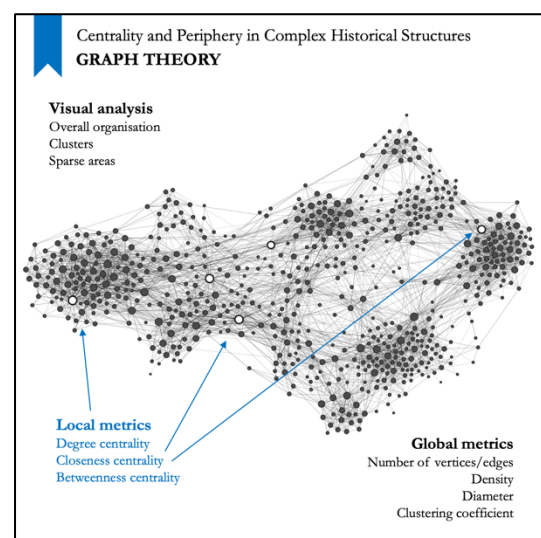 Centrality and Periphery in Complex Historical Structures
GRAPH THEORY
Visual analysis
Overall organisation
Clusters
Sparse areas
Local metrics
Degree centrality
Closeness centrality
Betweenness centrality
Global metrics
Number of vertices/edges
Density
Diameter
Clustering coefficient